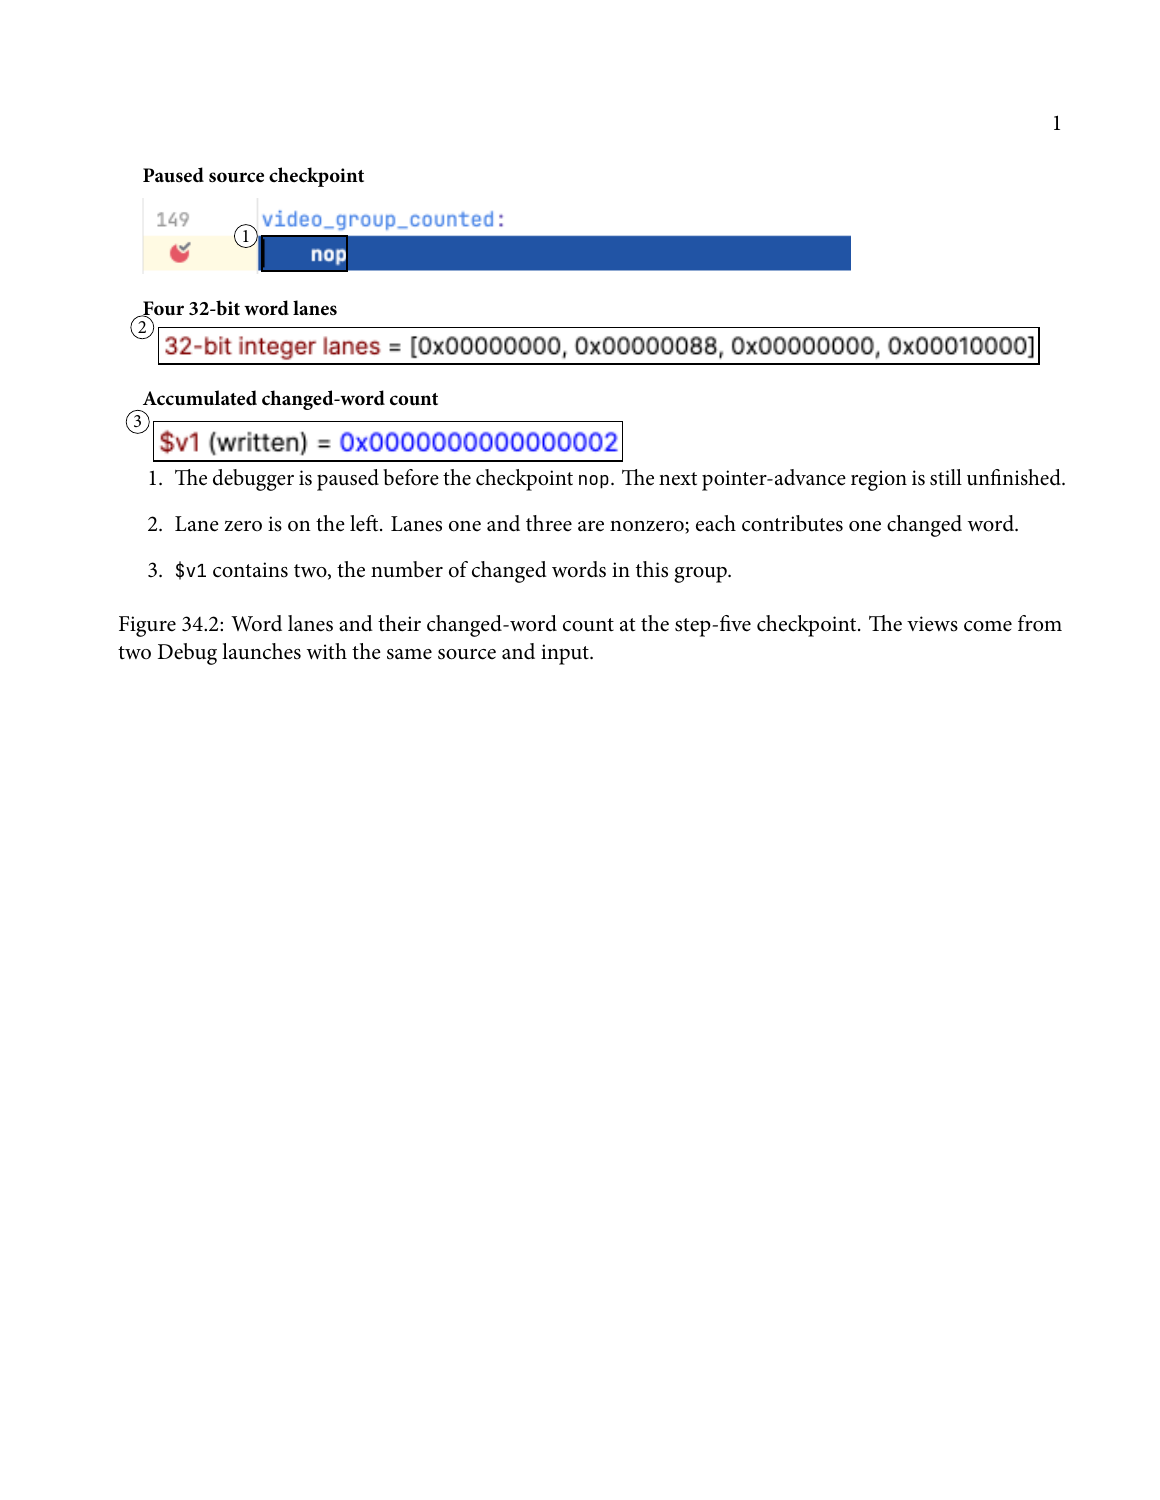 1
Paused source checkpoint
149 video_group_counted:
1 nop
Four 32-bit word lanes
2 32-bit integer lanes = [0x00000000, 0x00000088, 0x00000000, 0x00010000]
Accumulated changed-word count
3 $v1 (written) = 0x0000000000000002
1. The debugger is paused before the checkpoint nop. The next pointer-advance region is still unfinished.
2. Lane zero is on the left. Lanes one and three are nonzero; each contributes one changed word.
3. $v1 contains two, the number of changed words in this group.
Figure 34.2: Word lanes and their changed-word count at the step-five checkpoint. The views come from
two Debug launches with the same source and input.